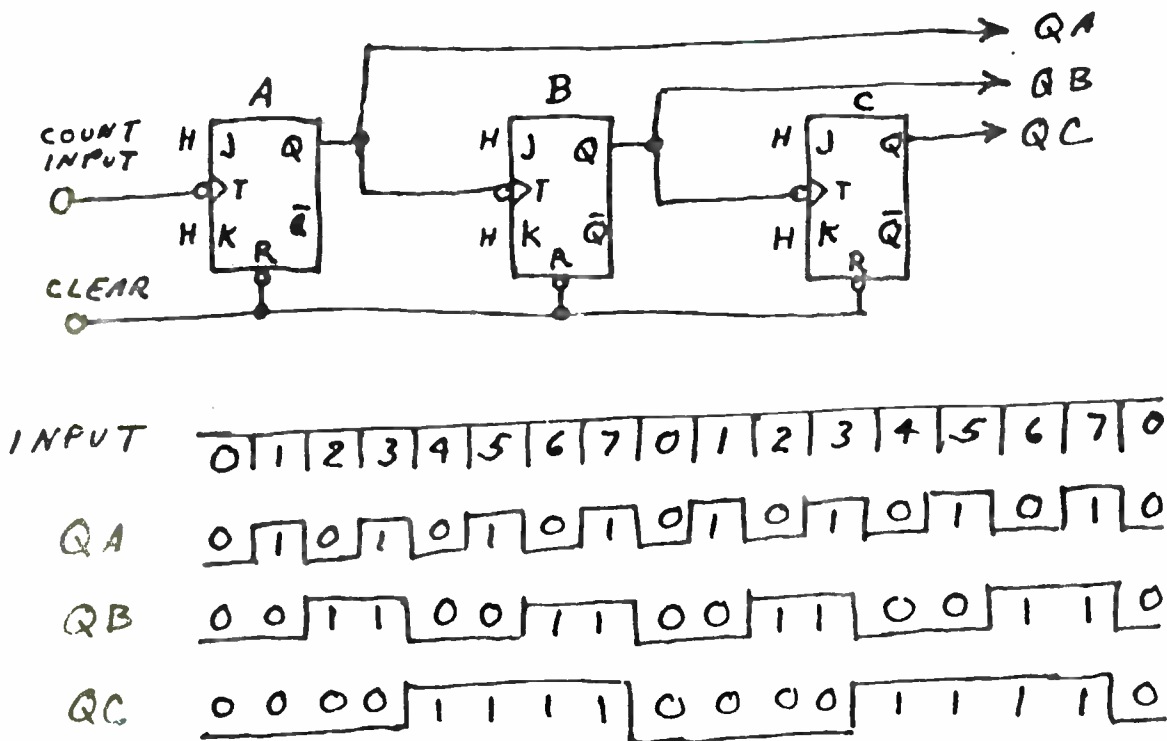 QA
A B QB
C
COUNT INPUT H J Q H J Q H J Q QC
T T T
H K Q̅ H K Q̅ H K Q̅
R R R
CLEAR
INPUT 0 1 2 3 4 5 6 7 0 1 2 3 4 5 6 7 0
QA 0 1 0 1 0 1 0 1 0 1 0 1 0 1 0 1 0
QB 0 0 1 1 0 0 1 1 0 0 1 1 0 0 1 1 0
QC 0 0 0 0 1 1 1 1 0 0 0 0 1 1 1 1 0